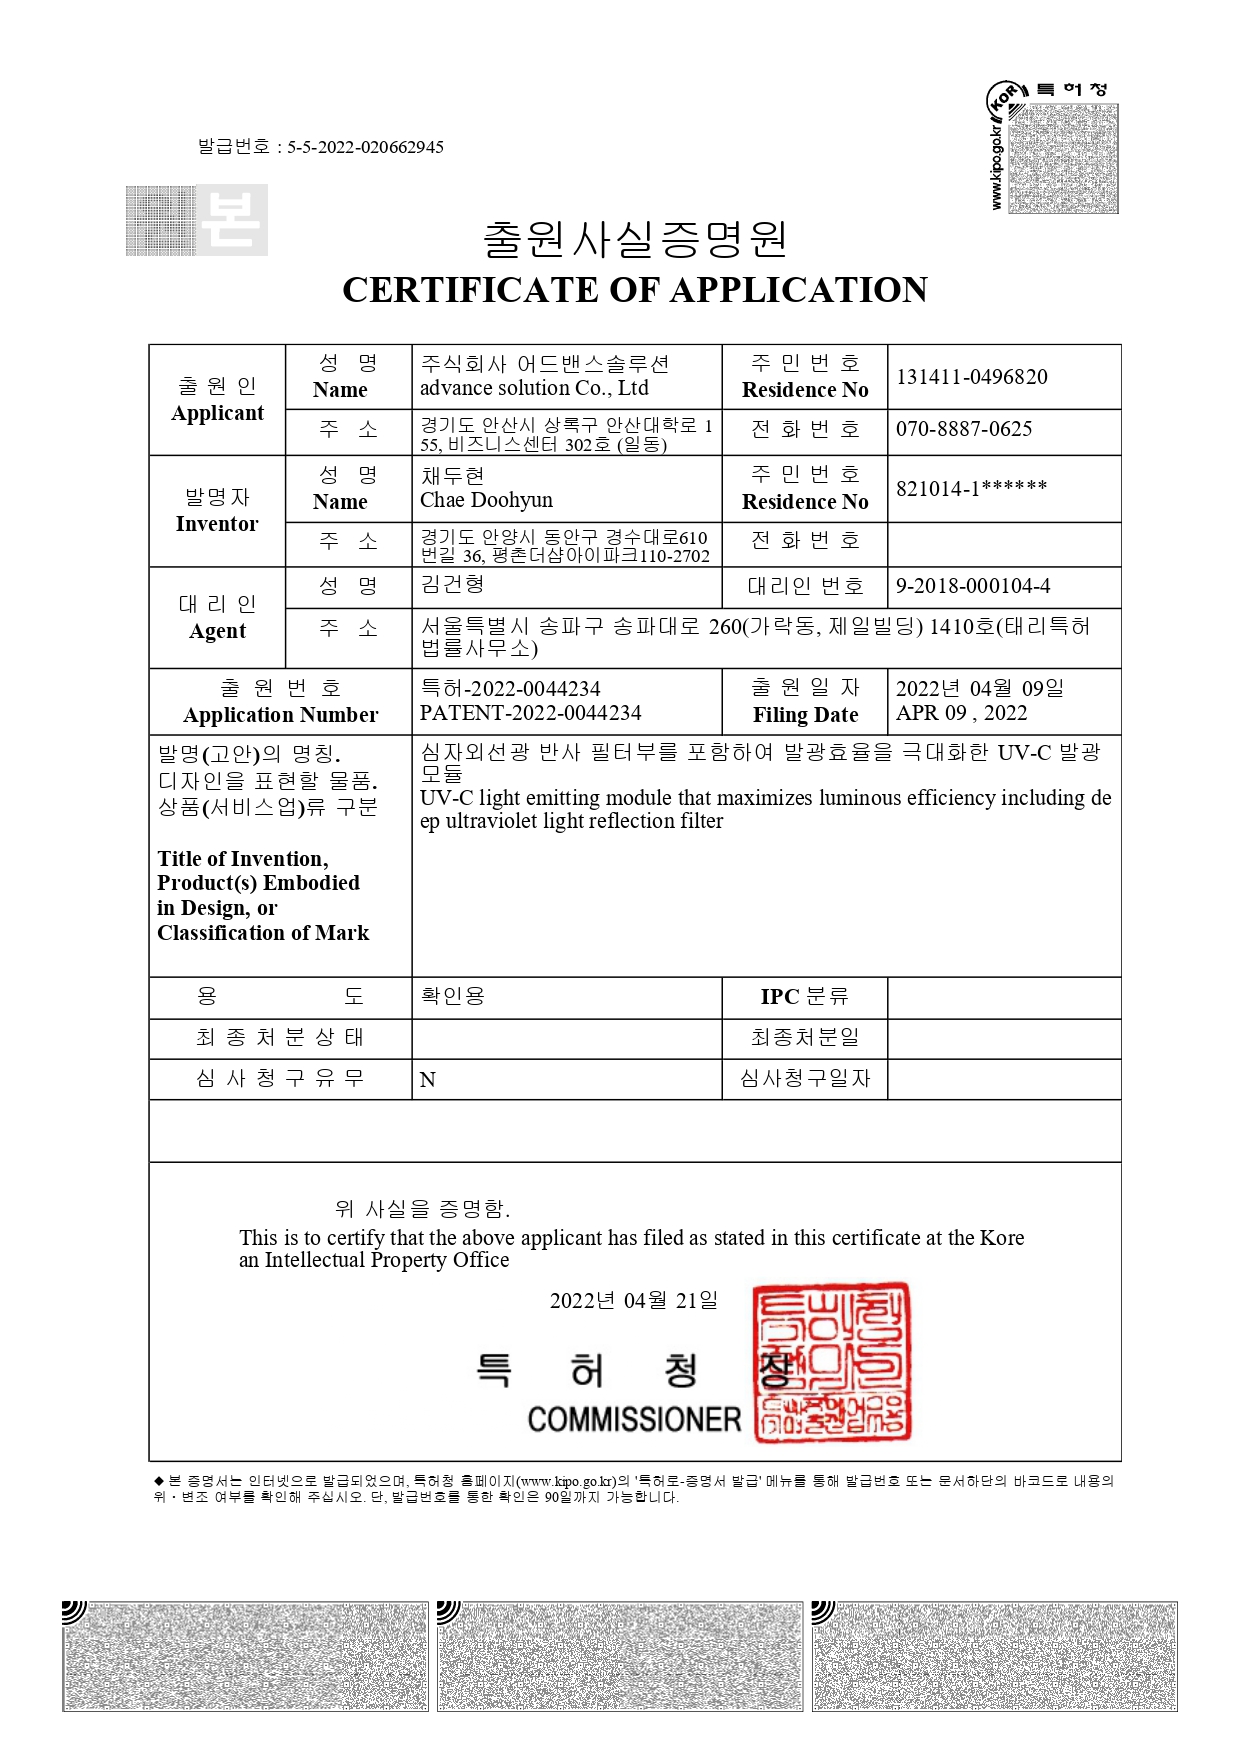 KOR 특허청
www.kipo.go.kr
발급번호 : 5-5-2022-020662945
본
출원사실증명원
CERTIFICATE OF APPLICATION
출 원 인
Applicant
성 명
Name
주식회사 어드밴스솔루션
advance solution Co., Ltd
주 민 번 호
Residence No
131411-0496820
주 소
경기도 안산시 상록구 안산대학로 1
55, 비즈니스센터 302호 (일동)
전 화 번 호
070-8887-0625
발명자
Inventor
성 명
Name
채두현
Chae Doohyun
주 민 번 호
Residence No
821014-1******
주 소
경기도 안양시 동안구 경수대로610
번길 36, 평촌더샵아이파크110-2702
전 화 번 호
대 리 인
Agent
성 명
김건형
대리인 번호
9-2018-000104-4
주 소
서울특별시 송파구 송파대로 260(가락동, 제일빌딩) 1410호(태리특허
법률사무소)
출 원 번 호
Application Number
특허-2022-0044234
PATENT-2022-0044234
출 원 일 자
Filing Date
2022년 04월 09일
APR 09 , 2022
발명(고안)의 명칭.
디자인을 표현할 물품.
상품(서비스업)류 구분
Title of Invention,
Product(s) Embodied
in Design, or
Classification of Mark
심자외선광 반사 필터부를 포함하여 발광효율을 극대화한 UV-C 발광
모듈
UV-C light emitting module that maximizes luminous efficiency including de
ep ultraviolet light reflection filter
용 도
확인용
IPC 분류
최 종 처 분 상 태
최종처분일
심 사 청 구 유 무
N
심사청구일자
위 사실을 증명함.
This is to certify that the above applicant has filed as stated in this certificate at the Kore
an Intellectual Property Office
2022년 04월 21일
특 허 청 장
COMMISSIONER
◆ 본 증명서는 인터넷으로 발급되었으며, 특허청 홈페이지(www.kipo.go.kr)의 '특허로-증명서 발급' 메뉴를 통해 발급번호 또는 문서하단의 바코드로 내용의
위・변조 여부를 확인해 주십시오. 단, 발급번호를 통한 확인은 90일까지 가능합니다.